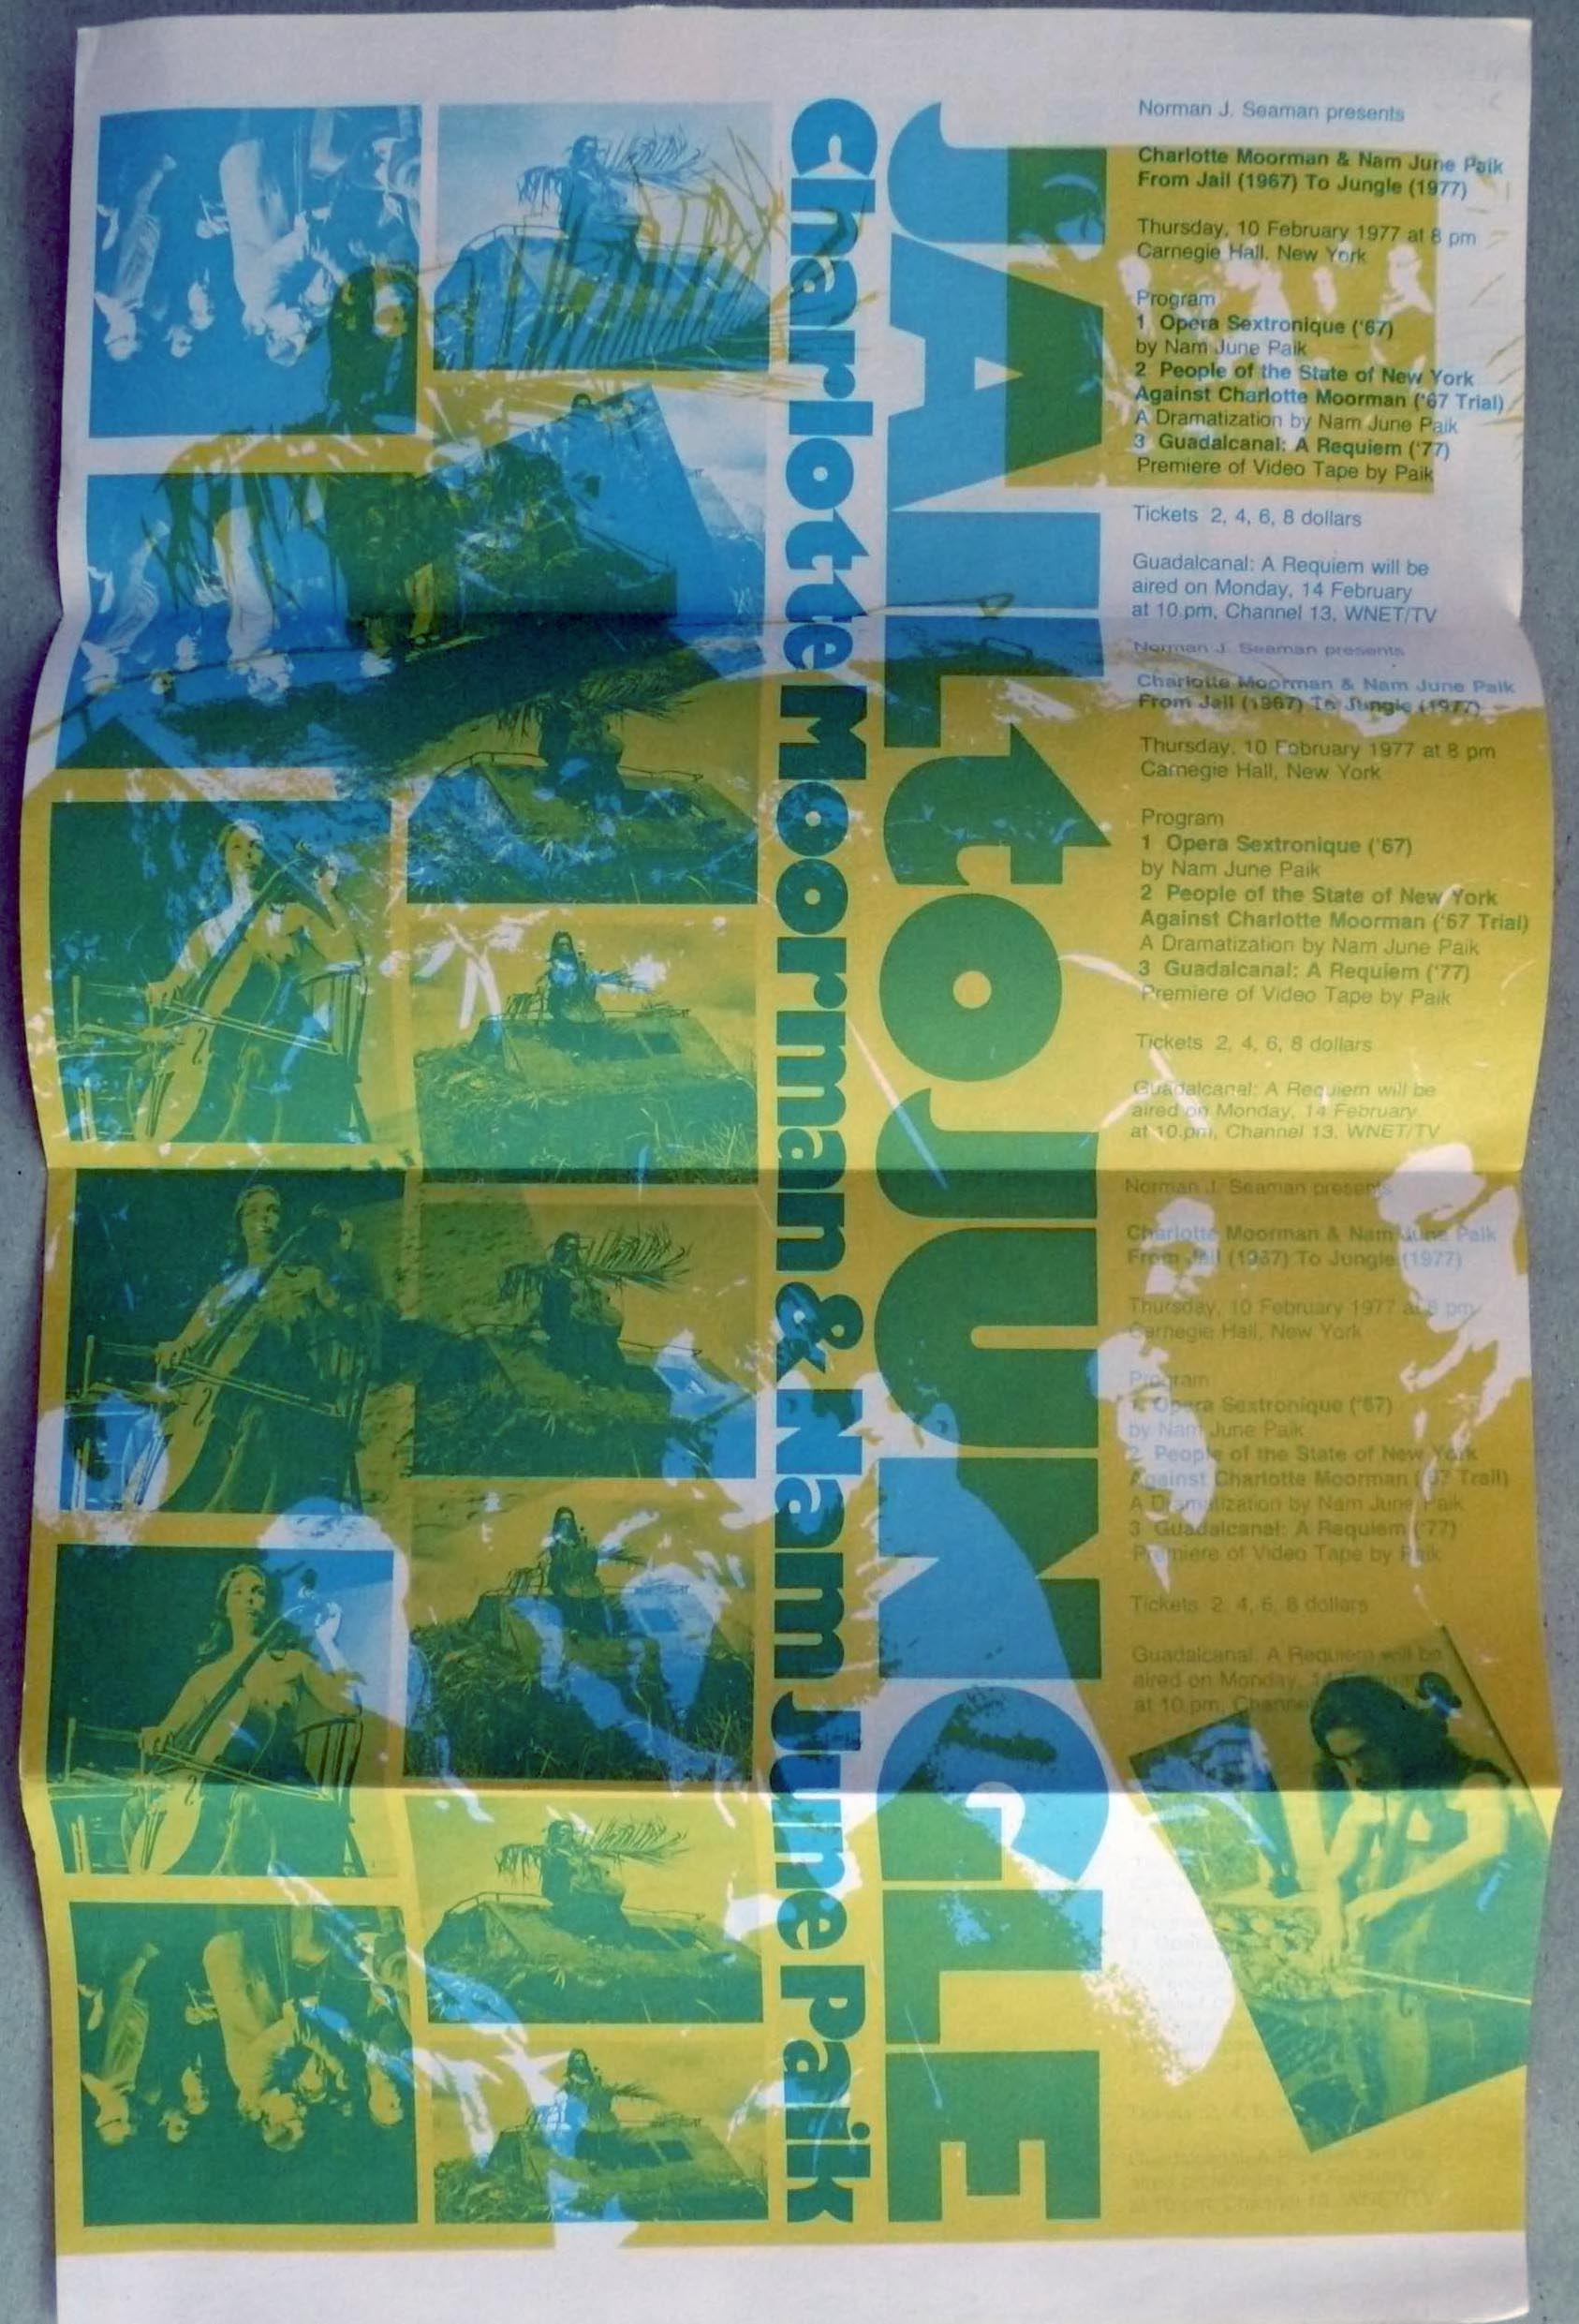 Charlotte Moorman & Nam June Paik
JAIL to JUNGLE
Norman J. Seaman presents
Charlotte Moorman & Nam June Paik
From Jail (1967) To Jungle (1977)
Thursday, 10 February 1977 at 8 pm
Carnegie Hall, New York
Program
1 Opera Sextronique ('67)
by Nam June Paik
2 People of the State of New York
Against Charlotte Moorman ('67 Trial)
A Dramatization by Nam June Paik
3 Guadalcanal: A Requiem ('77)
Premiere of Video Tape by Paik
Tickets 2, 4, 6, 8 dollars
Guadalcanal: A Requiem will be
aired on Monday, 14 February
at 10.pm, Channel 13, WNET/TV
Norman J. Seaman presents
Charlotte Moorman & Nam June Paik
From Jail (1967) To Jungle (1977)
Thursday, 10 February 1977 at 8 pm
Carnegie Hall, New York
Program
1 Opera Sextronique ('67)
by Nam June Paik
2 People of the State of New York
Against Charlotte Moorman ('67 Trial)
A Dramatization by Nam June Paik
3 Guadalcanal: A Requiem ('77)
Premiere of Video Tape by Paik
Tickets 2, 4, 6, 8 dollars
Guadalcanal: A Requiem will be
aired on Monday, 14 February
at 10.pm, Channel 13, WNET/TV
Norman J. Seaman presents
Charlotte Moorman & Nam June Paik
From Jail (1967) To Jungle (1977)
Thursday, 10 February 1977 at 8 pm
Carnegie Hall, New York
Program
1 Opera Sextronique ('67)
by Nam June Paik
2 People of the State of New York
Against Charlotte Moorman ('67 Trail)
A Dramatization by Nam June Paik
3 Guadalcanal: A Requiem ('77)
Premiere of Video Tape by Paik
Tickets 2, 4, 6, 8 dollars
Guadalcanal: A Requiem will be
aired on Monday, 14
at 10 pm, Channel